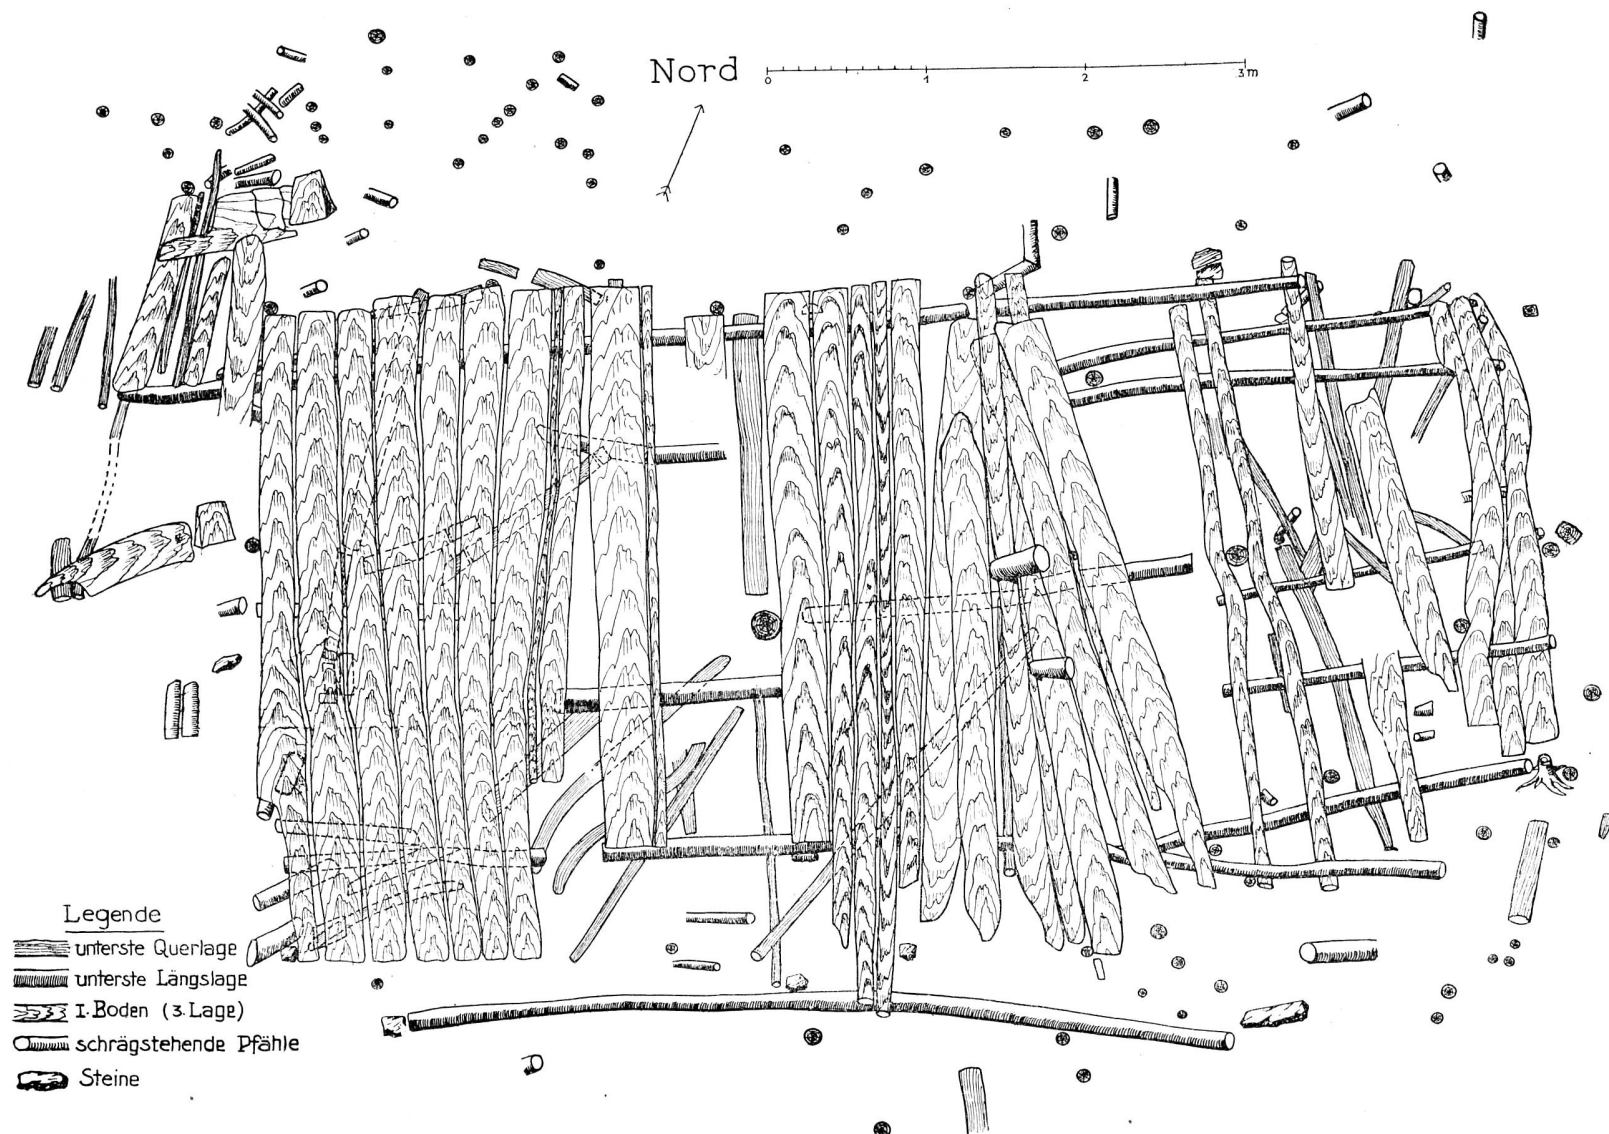 Nord
0 1 2 3m
Legende
unterste Querlage
unterste Längslage
I. Boden (3. Lage)
schrägstehende Pfähle
Steine